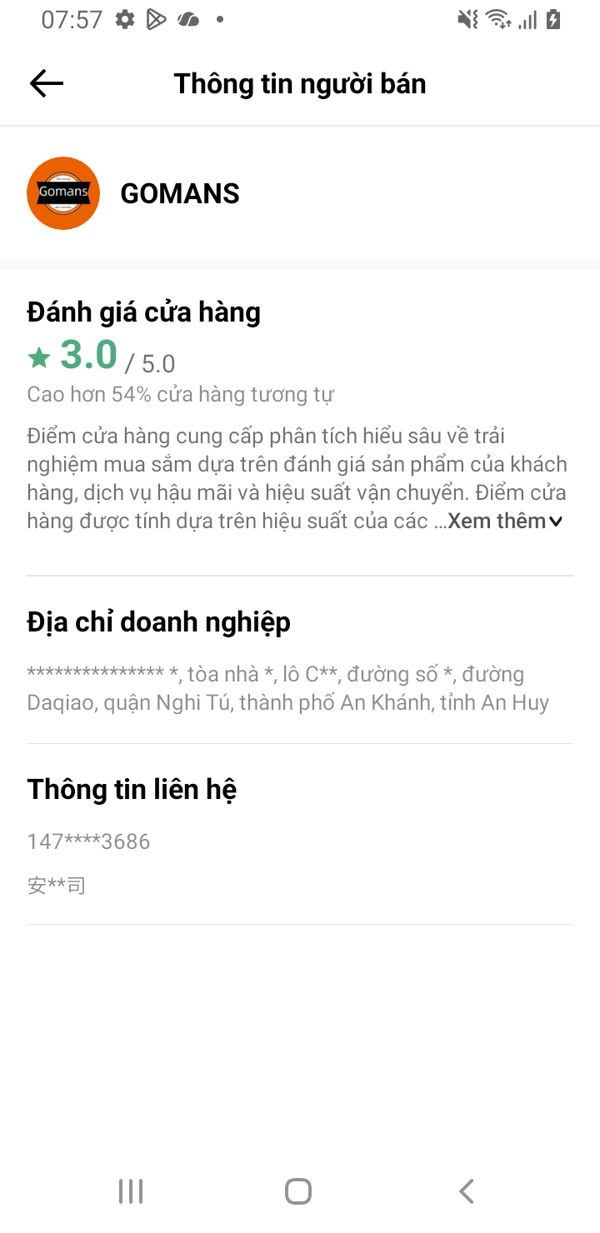 07:57
Thông tin người bán
Gomans
GOMANS
Đánh giá cửa hàng
3.0 / 5.0
Cao hơn 54% cửa hàng tương tự
Điểm cửa hàng cung cấp phân tích hiểu sâu về trải
nghiệm mua sắm dựa trên đánh giá sản phẩm của khách
hàng, dịch vụ hậu mãi và hiệu suất vận chuyển. Điểm cửa
hàng được tính dựa trên hiệu suất của các ...Xem thêm
Địa chỉ doanh nghiệp
*************** *, tòa nhà *, lô C**, đường số *, đường
Daqiao, quận Nghi Tú, thành phố An Khánh, tỉnh An Huy
Thông tin liên hệ
147****3686
安**司